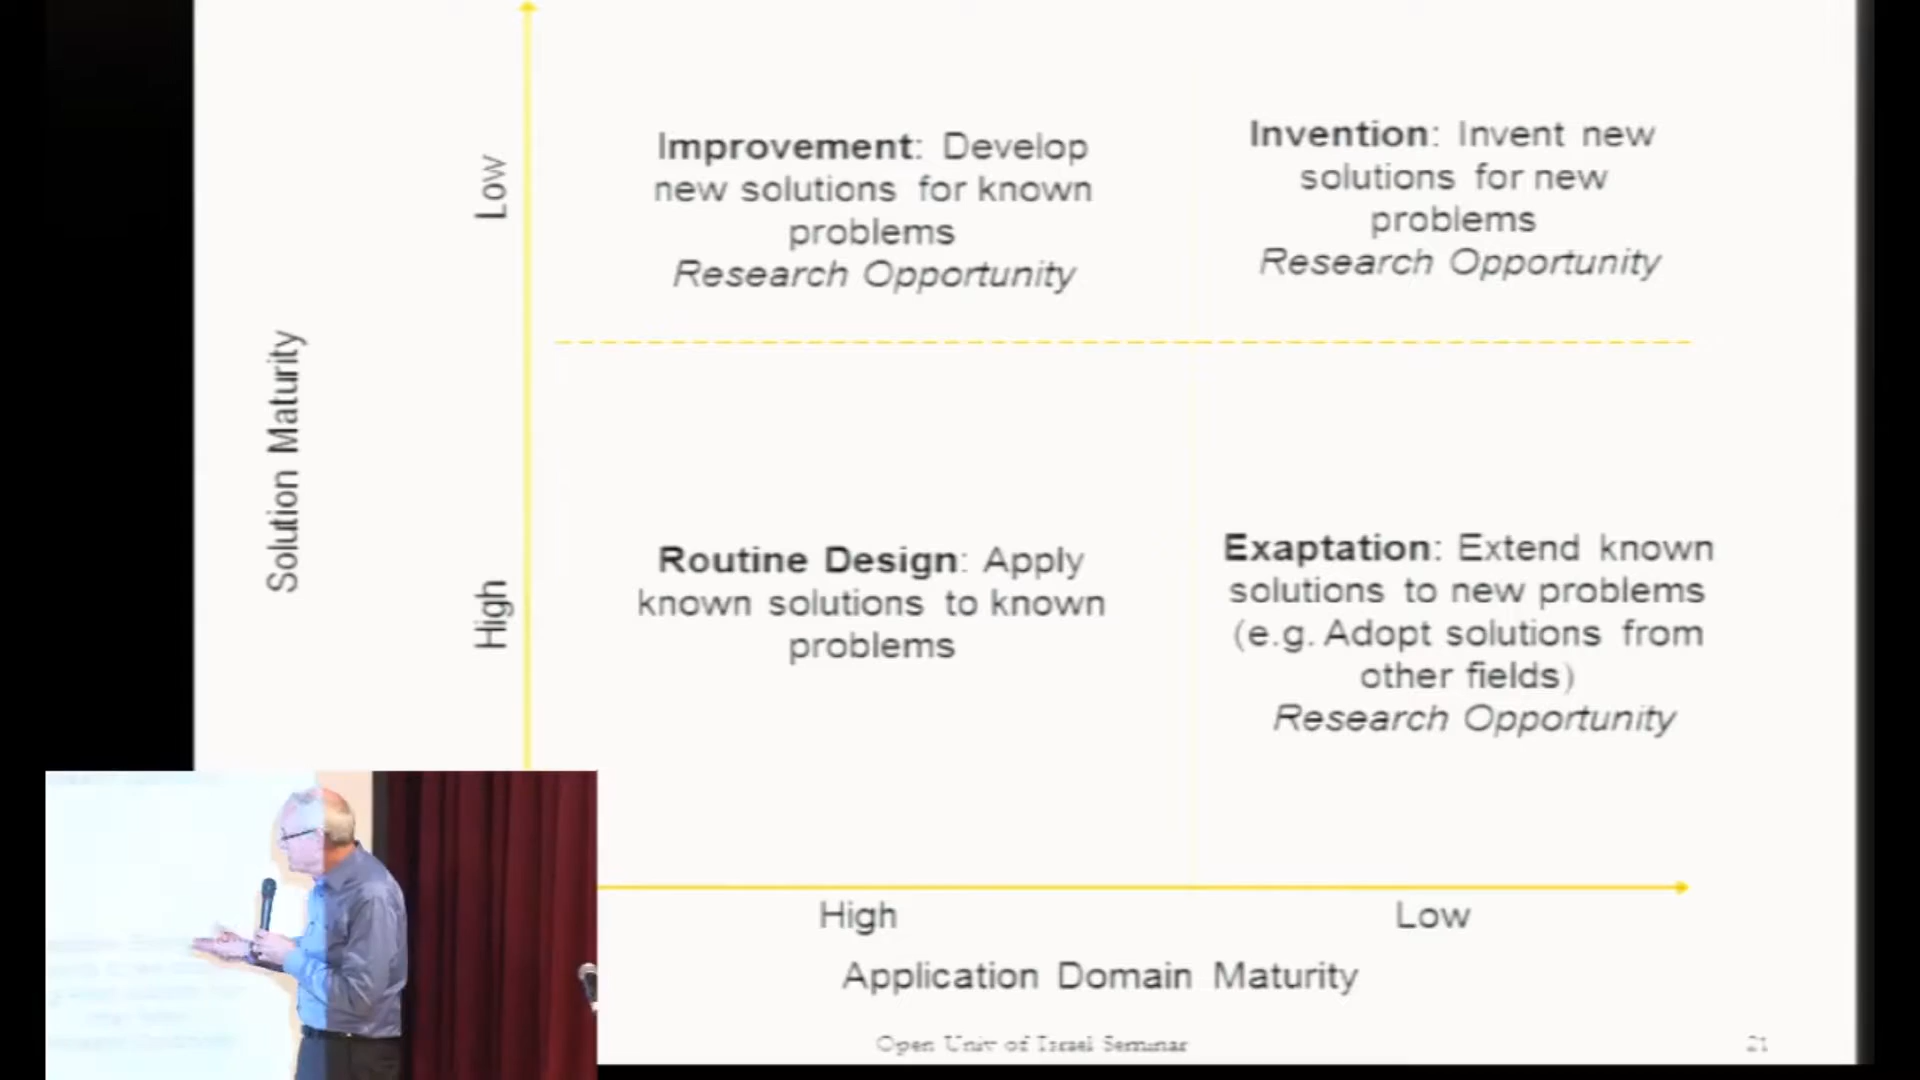 Improvement: Develop
new solutions for known
problems
Research Opportunity
Invention: Invent new
solutions for new
problems
Research Opportunity
Low
Solution Maturity
High
Routine Design: Apply
known solutions to known
problems
Exaptation: Extend known
solutions to new problems
(e.g. Adopt solutions from
other fields)
Research Opportunity
High
Low
Application Domain Maturity
Open Univ of Israel Seminar
21